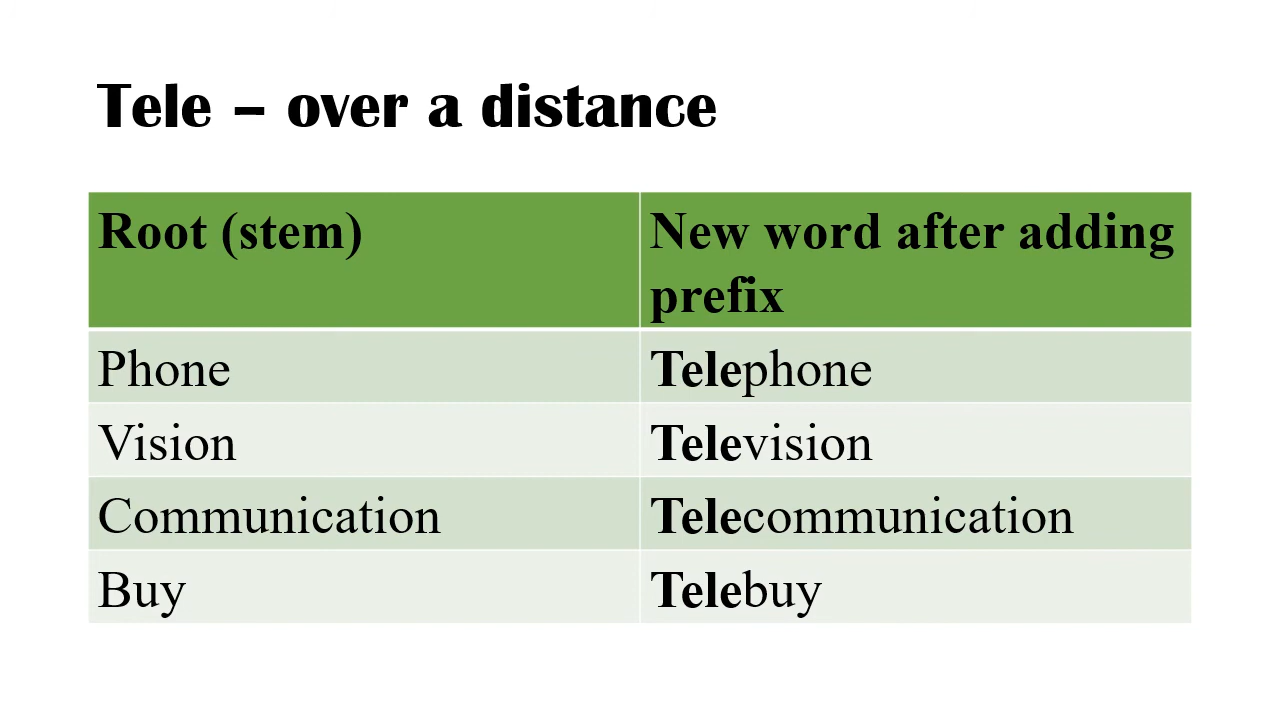 Tele – over a distance
Root (stem)
New word after adding
prefix
Phone
Telephone
Vision
Television
Communication
Telecommunication
Buy
Telebuy